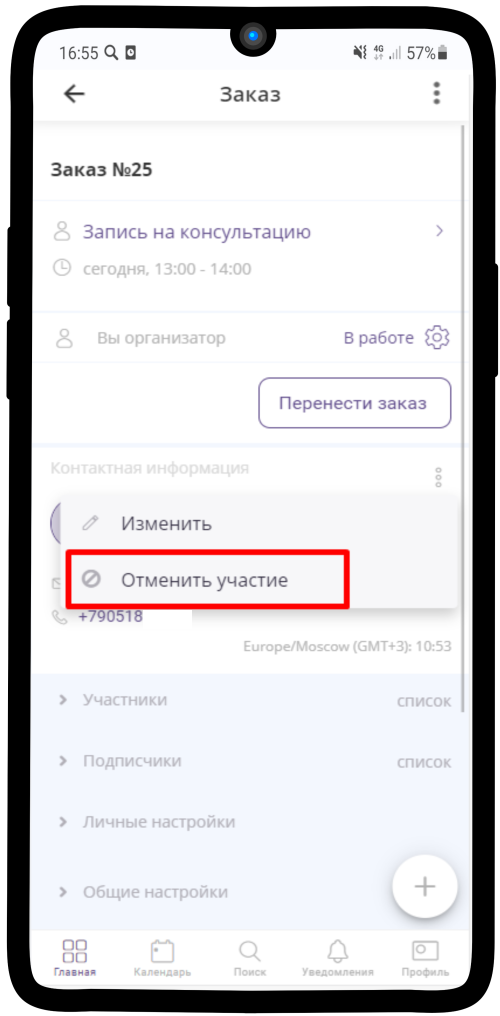 16:55 4G 57%
Заказ
Заказ №25
Запись на консультацию
сегодня, 13:00 - 14:00
Вы организатор В работе
Перенести заказ
Контактная информация
Изменить
Отменить участие
+790518
Europe/Moscow (GMT+3): 10:53
Участники список
Подписчики список
Личные настройки
Общие настройки
Главная Календарь Поиск Уведомления Профиль